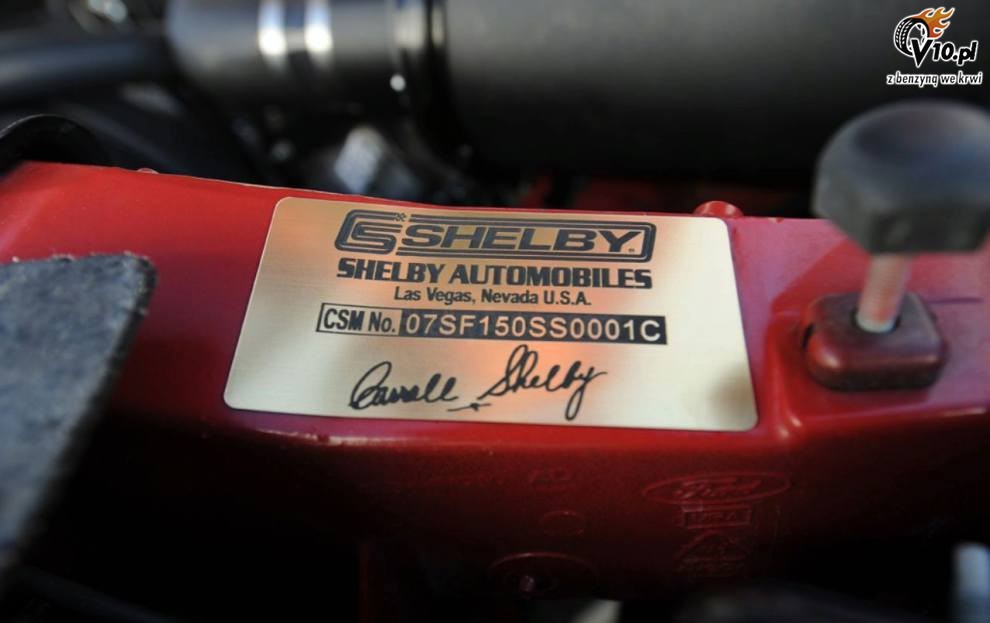 V10.pl
z benzyną we krwi
SHELBY
SHELBY AUTOMOBILES
Las Vegas, Nevada U.S.A.
CSM No. 07SF150SS0001C
Carroll Shelby
Ford